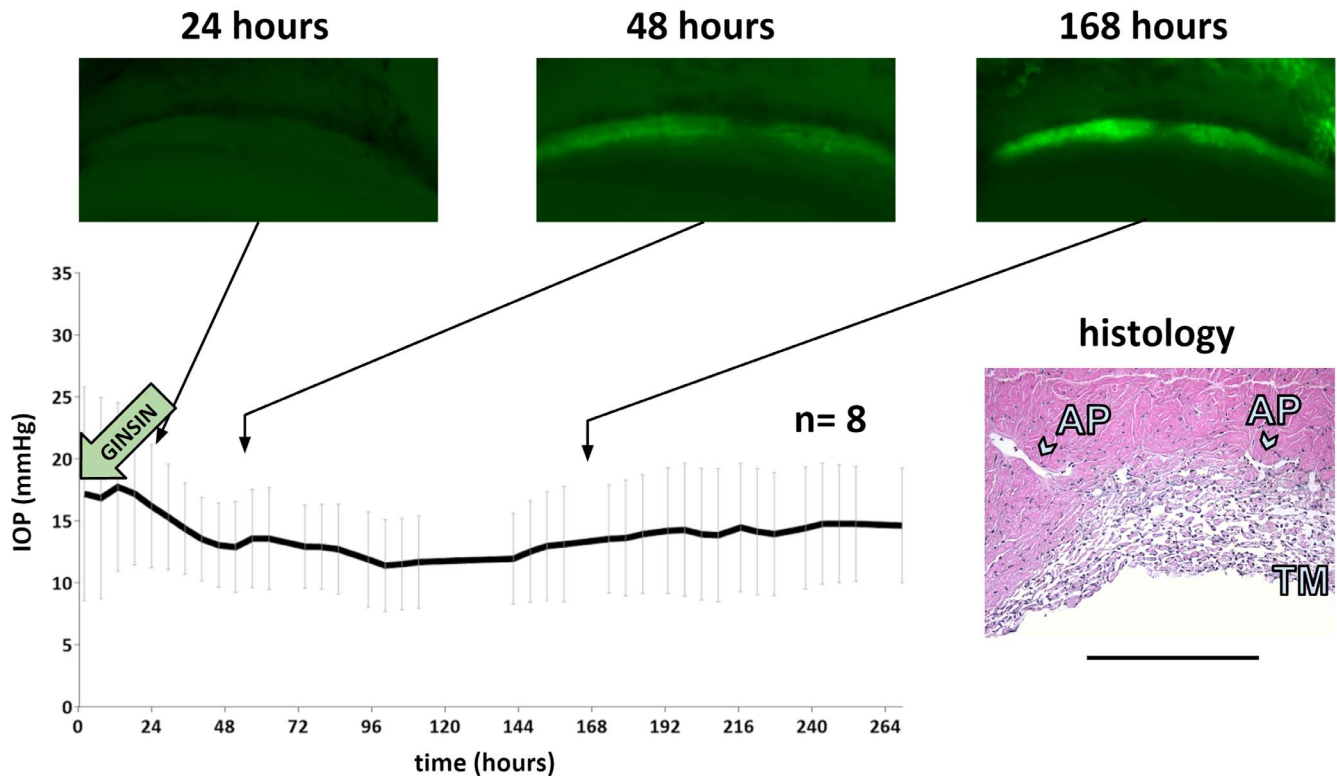 24 hours
48 hours
168 hours
35
30
25
20
15
10
5
0
IOP (mmHg)
GINSIN
n= 8
0 24 48 72 96 120 144 168 192 216 240 264
time (hours)
histology
AP
AP
TM